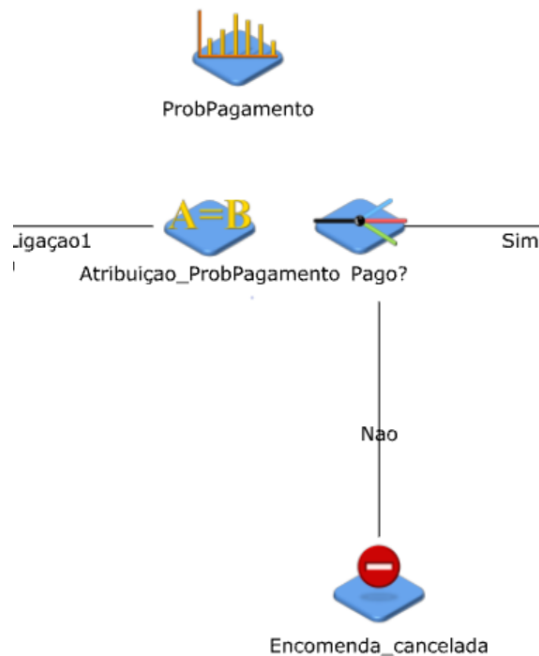 ProbPagamento
A=B
Ligaçao1
Sim
Atribuiçao_ProbPagamento
Pago?
Nao
Encomenda_cancelada